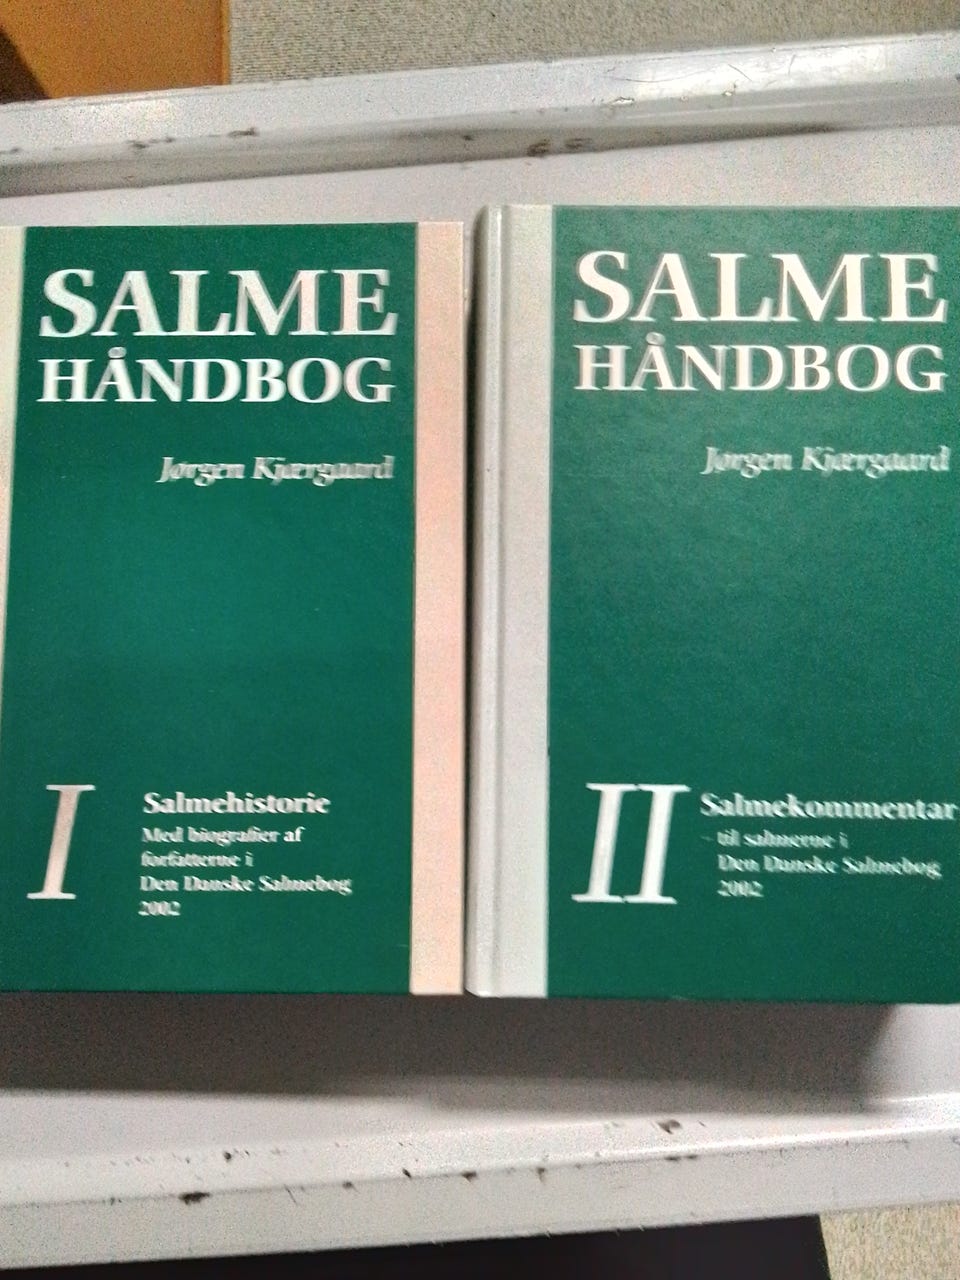 SALME
HÅNDBOG
Jørgen Kjærgaard
I
Salmehistorie
Med biografier af
forfatterne i
Den Danske Salmebog
2002
SALME
HÅNDBOG
Jørgen Kjærgaard
II
Salmekommentar
- til salmerne i
Den Danske Salmebog
2002